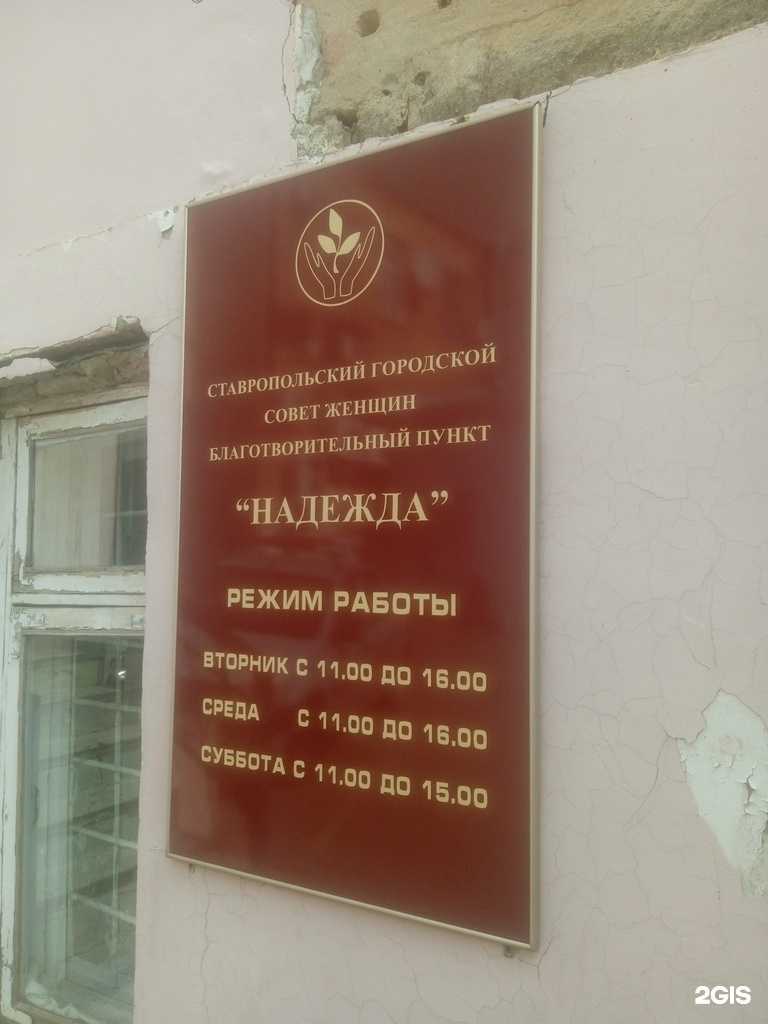 СТАВРОПОЛЬСКИЙ ГОРОДСКОЙ
СОВЕТ ЖЕНЩИН
БЛАГОТВОРИТЕЛЬНЫЙ ПУНКТ
“НАДЕЖДА”
РЕЖИМ РАБОТЫ
ВТОРНИК С 11.00 ДО 16.00
СРЕДА С 11.00 ДО 16.00
СУББОТА С 11.00 ДО 15.00
2GIS